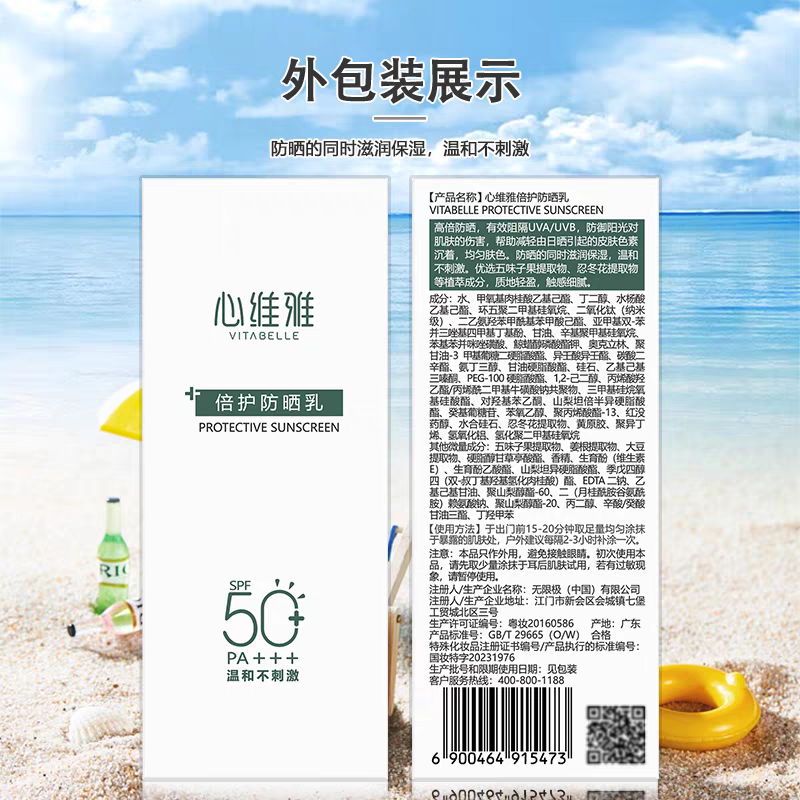 外包装展示
防晒的同时滋润保湿，温和不刺激
心维雅
VITABELLE
倍护防晒乳
PROTECTIVE SUNSCREEN
SPF
50+
PA+++
温和不刺激
【产品名称】心维雅倍护防晒乳
VITABELLE PROTECTIVE SUNSCREEN
高倍防晒，有效阻隔UVA/UVB，防御阳光对
肌肤的伤害，帮助减轻由日晒引起的皮肤色素
沉着，均匀肤色。防晒的同时滋润保湿，温和
不刺激。优选五味子果提取物、忍冬花提取物
等植萃成分，质地轻盈，触感细腻。
成分：水、甲氧基肉桂酸乙基己酯、丁二醇、水杨酸
乙基己酯、环五聚二甲基硅氧烷、二氧化钛（纳米
级）、二乙氨羟苯甲酰基苯甲酸己酯、亚甲基双-苯
并三唑基四甲基丁基酚、甘油、辛基聚甲基硅氧烷、
苯基苯并咪唑磺酸、鲸蜡醇磷酸酯钾、奥克立林、聚
甘油-3 甲基葡糖二硬脂酸酯、异壬酸异壬酯、碳酸二
辛酯、氨丁三醇、甘油硬脂酸酯、硅石、乙基己基三
嗪酮、PEG-100 硬脂酸酯、1,2-己二醇、丙烯酸羟
乙酯/丙烯酰二甲基牛磺酸钠共聚物、三甲基硅烷氧
基硅酸酯、对羟基苯乙酮、山梨坦倍半异硬脂酸
酯、癸基葡糖苷、苯氧乙醇、聚丙烯酸酯-13、红没
药醇、水合硅石、忍冬花提取物、黄原胶、聚异丁
烯、氢氧化铝、氢化聚二甲基硅氧烷
其他微量成分：五味子果提取物、姜根提取物、大豆
提取物、硬脂醇甘草亭酸酯、香精、生育酚（维生素
E）、生育酚乙酸酯、山梨坦异硬脂酸酯、季戊四醇
四（双-叔丁基羟基氢化肉桂酸）酯、EDTA 二钠、乙
基己基甘油、聚山梨醇酯-60、二（月桂酰胺谷氨酰
胺）赖氨酸钠、聚山梨醇酯-20、丙二醇、辛酸/癸酸
甘油三酯、丁羟甲苯
【使用方法】于出门前15-20分钟取足量均匀涂抹
于暴露的肌肤处，户外建议每隔2-3小时补涂一次。
注意：本品只作外用，避免接触眼睛。初次使用本
品，请先取少量涂抹于耳后肌肤试用，若有过敏现
象，请暂停使用。
注册人/生产企业名称：无限极（中国）有限公司
注册人/生产企业地址：江门市新会区会城镇七堡
工贸城北区三号
生产许可证编号：粤妆20160586 产地：广东
产品标准号：GB/T 29665（O/W） 合格
特殊化妆品注册证书编号/产品执行的标准编号：
国妆特字20231976
生产批号和限期使用日期：见包装
客户服务热线：400-800-1188
6 900464 915473